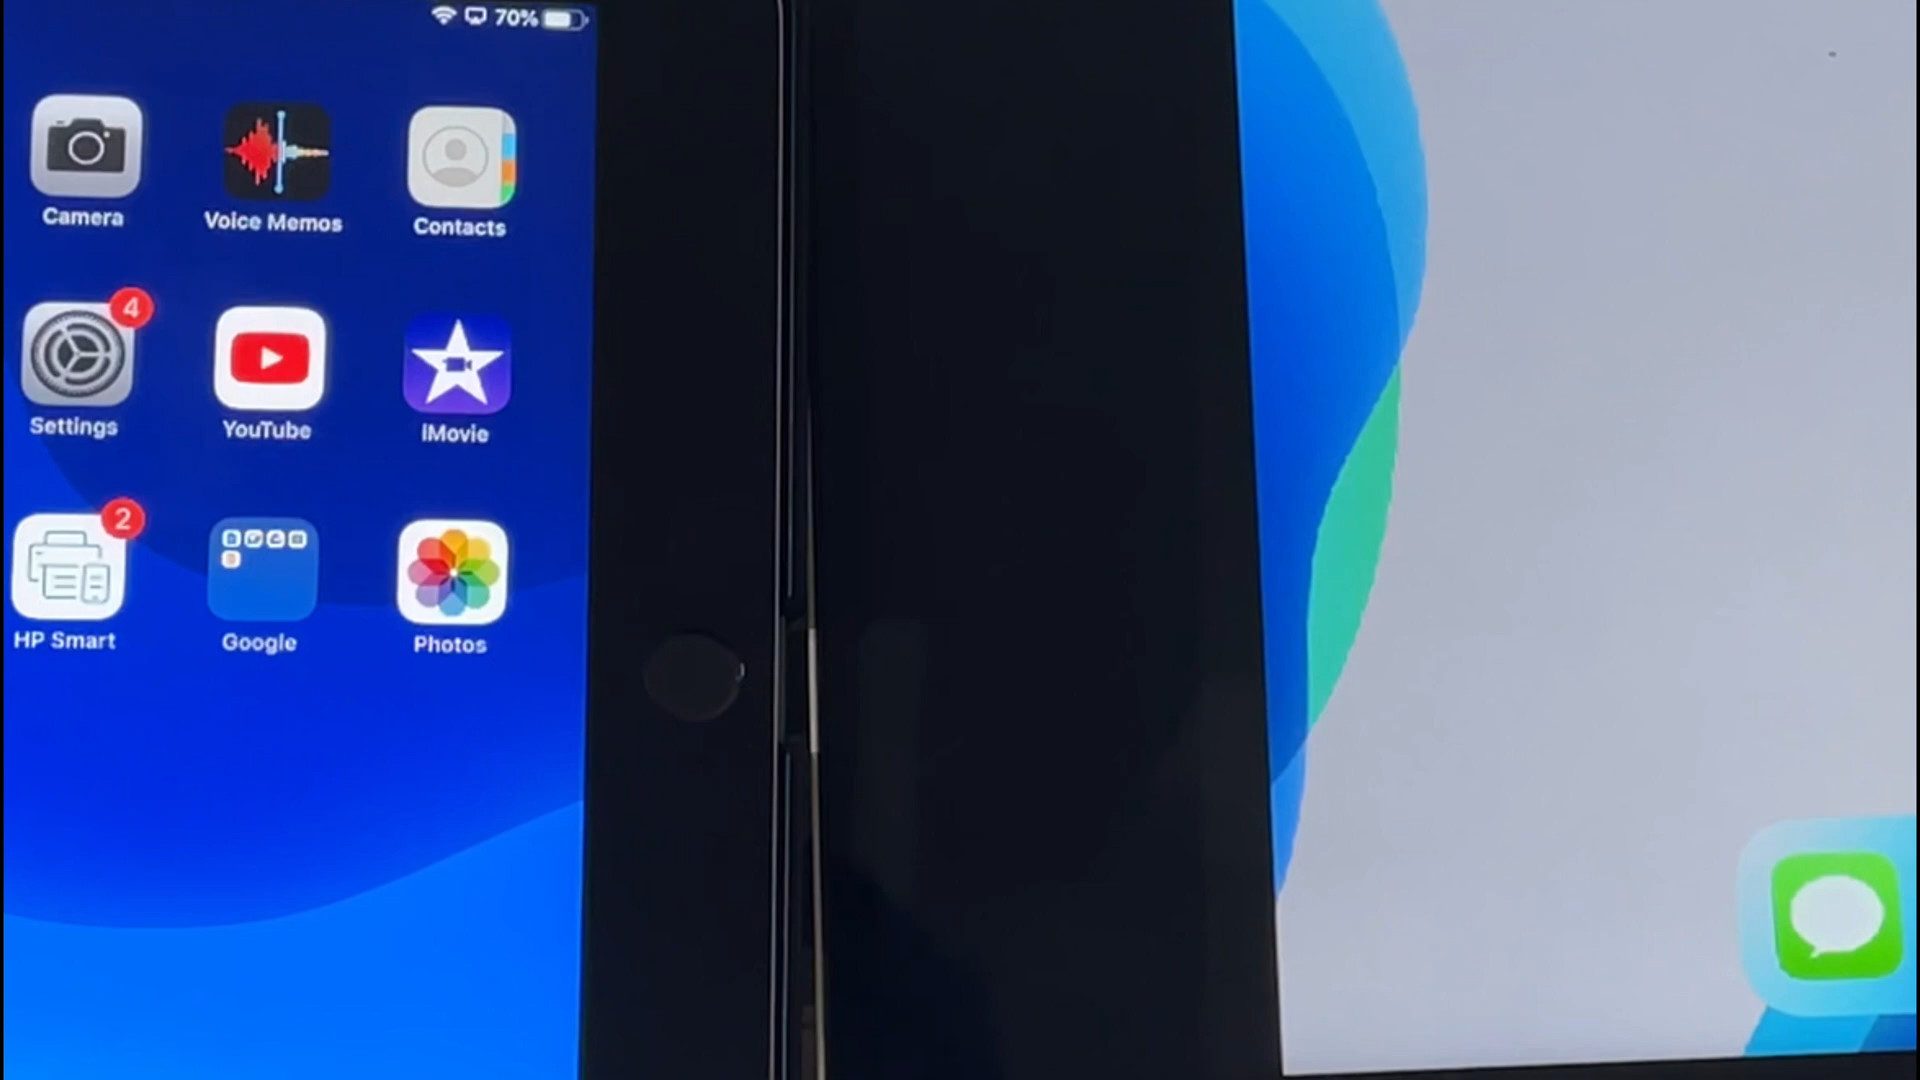 70%
Camera
Voice Memos
Contacts
4
Settings
YouTube
iMovie
2
HP Smart
Google
Photos